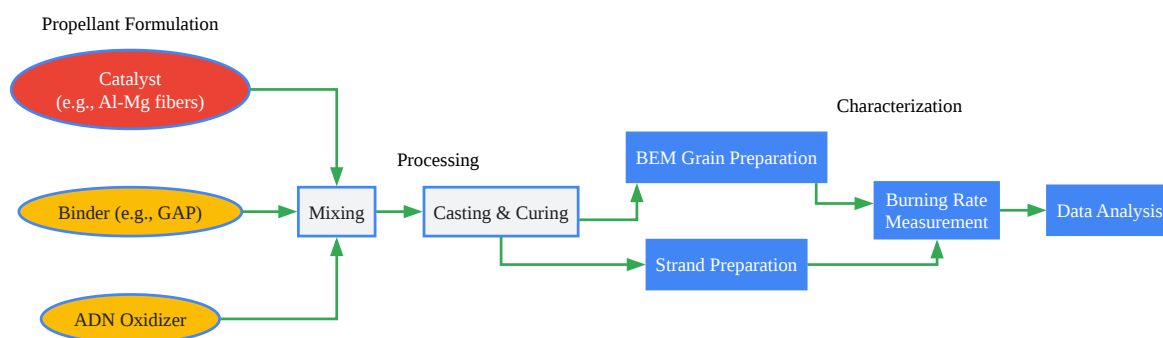 Propellant Formulation
Catalyst
(e.g., Al-Mg fibers)
Characterization
Processing
BEM Grain Preparation
Binder (e.g., GAP)
Mixing
Casting & Curing
Burning Rate
Measurement
Data Analysis
Strand Preparation
ADN Oxidizer